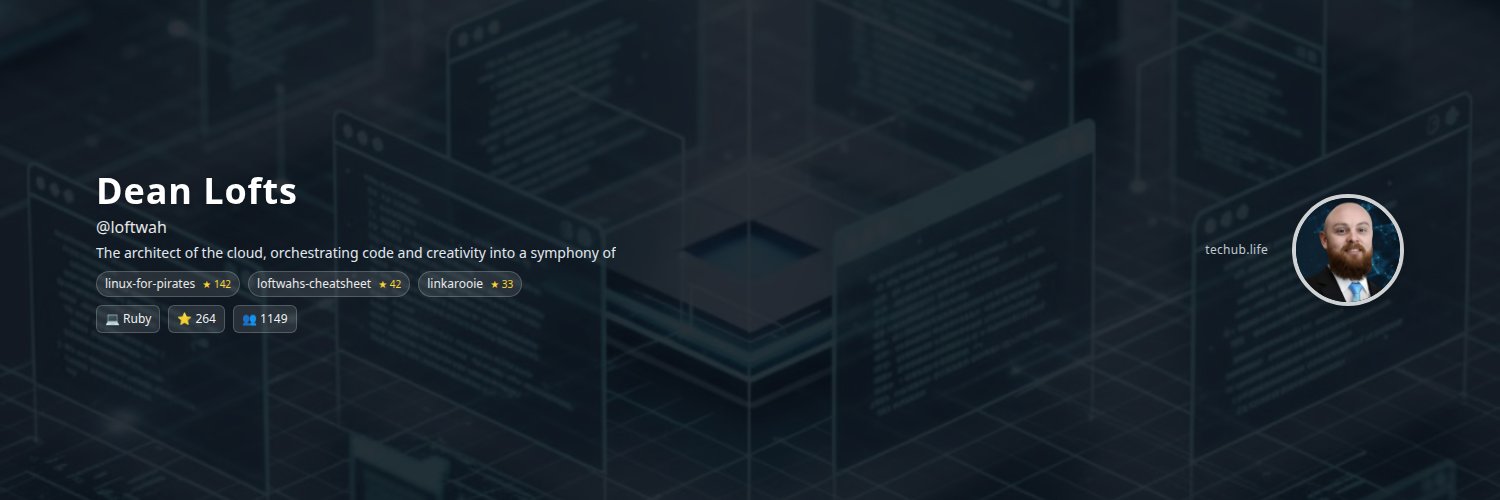 Dean Lofts
@loftwah
The architect of the cloud, orchestrating code and creativity into a symphony of
linux-for-pirates ★ 142 loftwahs-cheatsheet ★ 42 linkarooie ★ 33
💻 Ruby ⭐ 264 👥 1149
techub.life